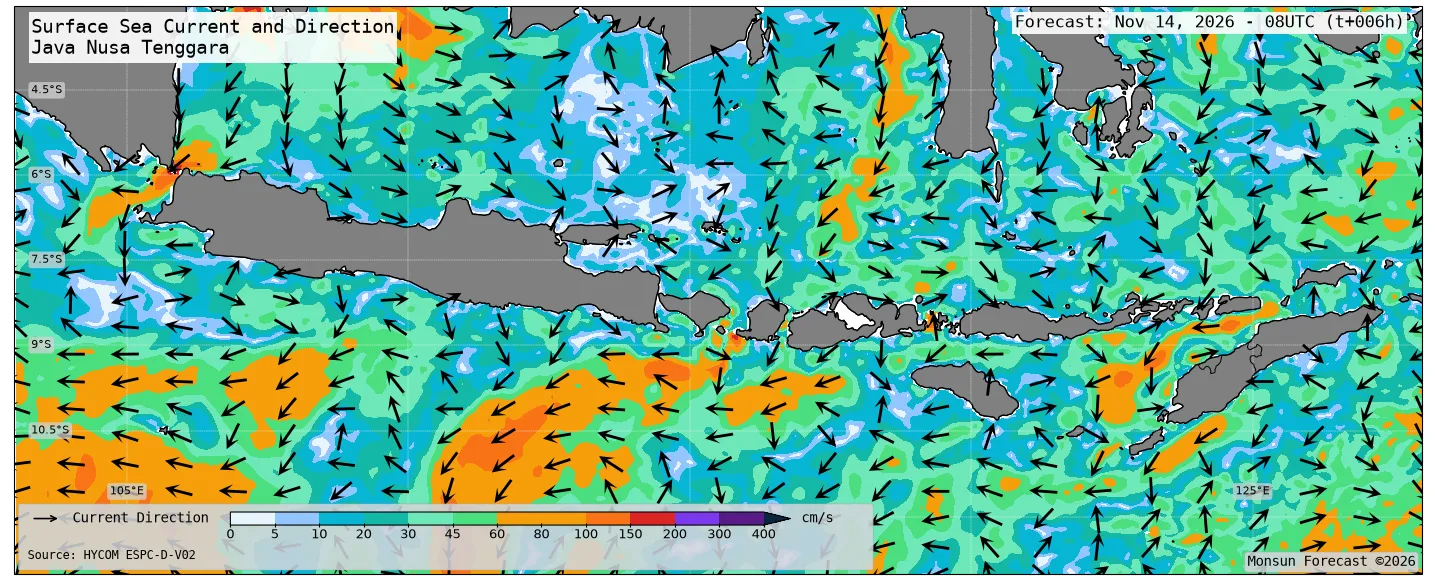 Surface Sea Current and Direction
Java Nusa Tenggara
Forecast: Nov 14, 2026 - 08UTC (t+006h)
4.5°S
6°S
7.5°S
9°S
10.5°S
105°E
125°E
Current Direction
0 5 10 20 30 45 60 80 100 150 200 300 400 cm/s
Source: HYCOM ESPC-D-V02
Monsun Forecast ©2026